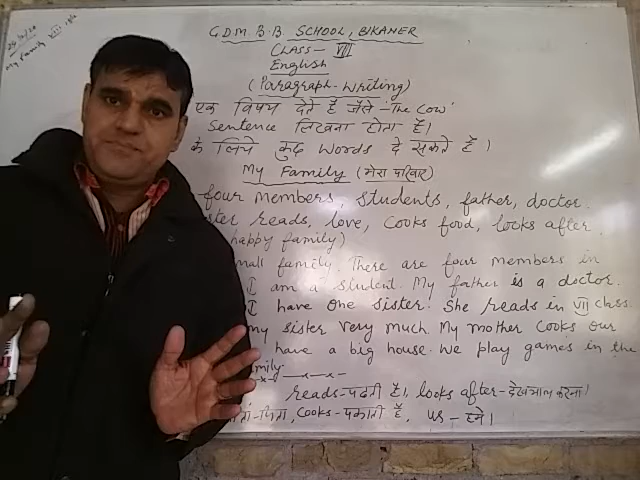 My Family VIII
G.D.M. B.B. SCHOOL, BIKANER
CLASS - VIII
English
(Paragraph-Writing)
एक विषय देते हैं जैसे 'The Cow'
Sentence लिखना होता है।
के लिये कुछ Words दे सकते हैं।
My Family (मेरा परिवार)
four members, students, father, doctor.
reads, love, cooks food, looks after
happy family)
family. There are four members in
I am a student. My father is a doctor.
I have one sister. She reads in VII class.
my sister very much. My mother cooks our
have a big house. We play games in the
reads-पढ़ती है। looks after-देखभाल करना।
Cooks-पकाती है, us-हमें।